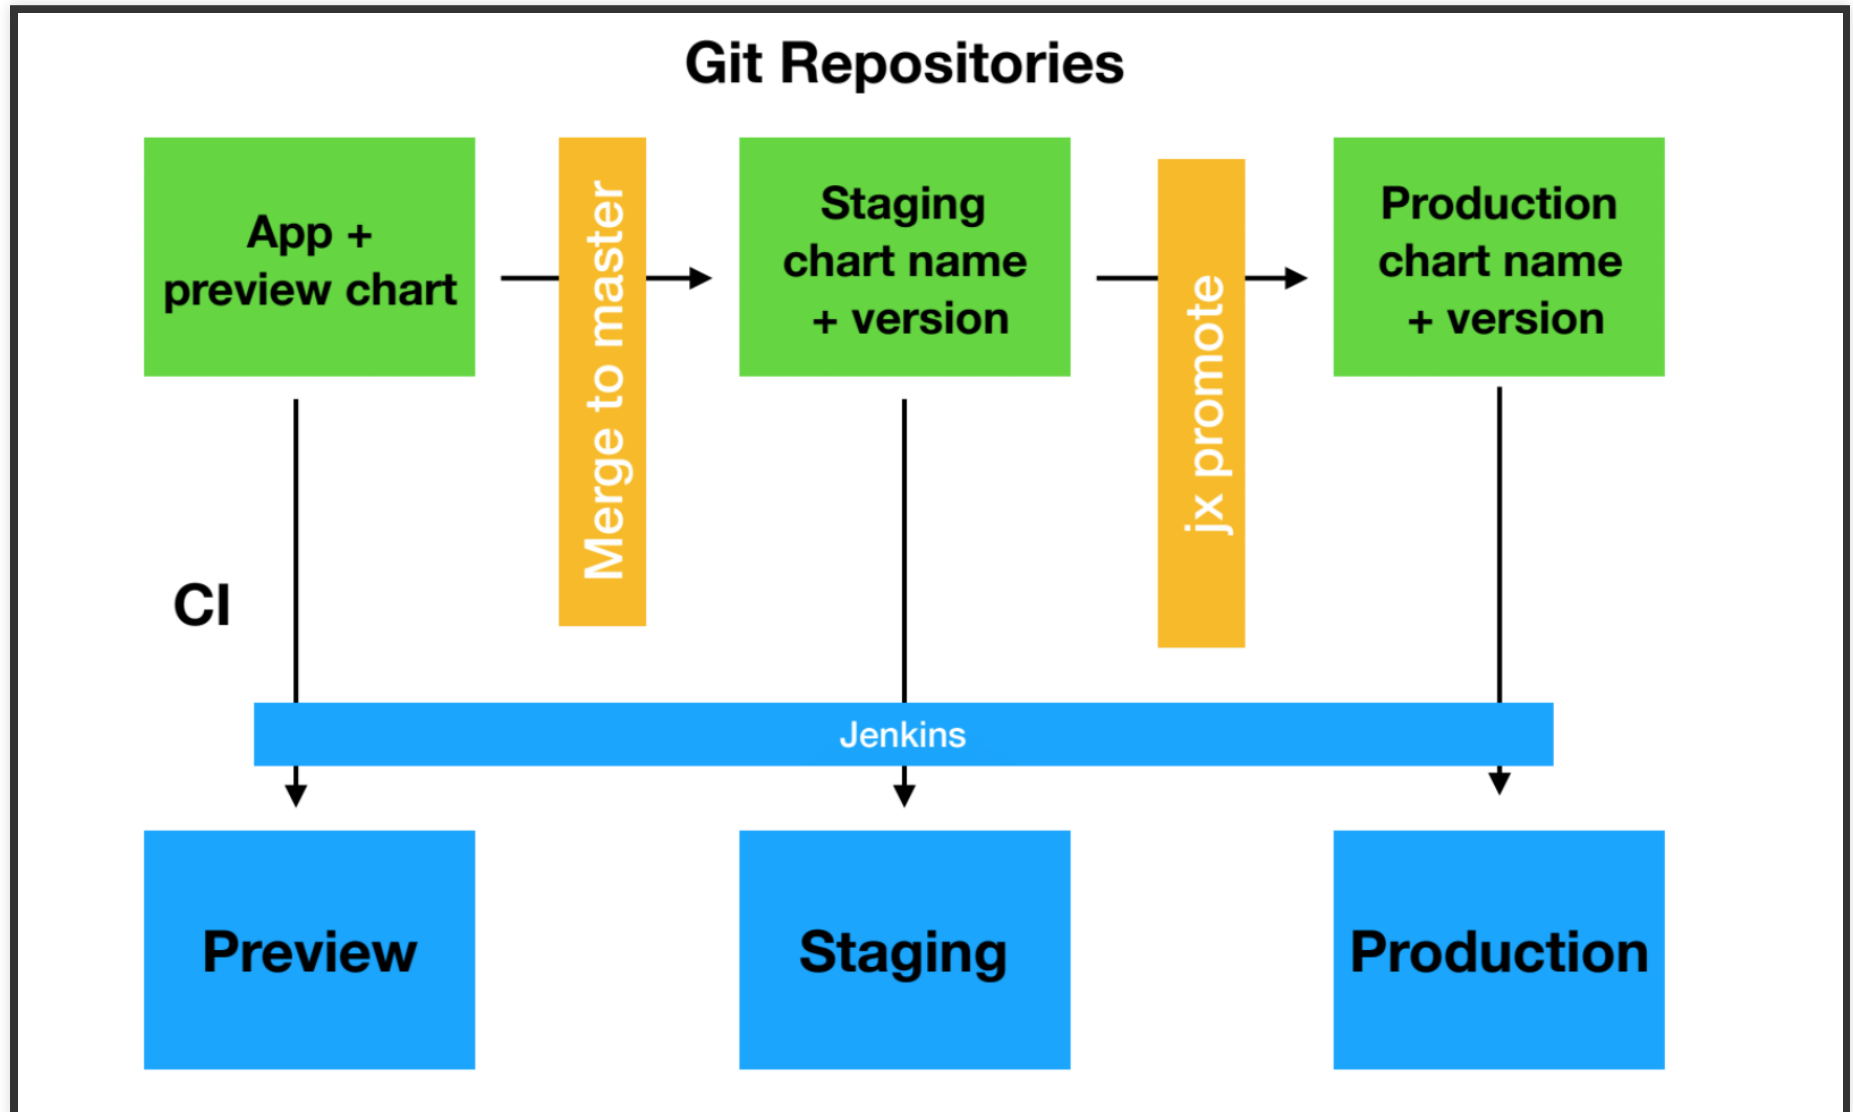 Git Repositories
App +
preview chart
Merge to master
Staging
chart name
+ version
jx promote
Production
chart name
+ version
CI
Jenkins
Preview
Staging
Production